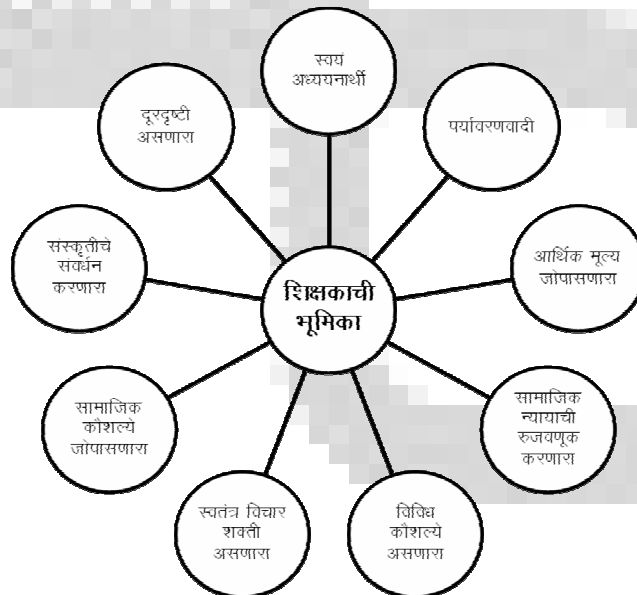 स्वयं
अध्ययनार्थी
पर्यावरणवादी
आर्थिक मूल्य
जोपासणारा
सामाजिक
न्यायाची
रुजवणूक
करणारा
विविध
कौशल्ये
असणारा
स्वतंत्र विचार
शक्ती
असणारा
सामाजिक
कौशल्ये
जोपासणारा
संस्कृतीचे
संवर्धन
करणारा
दूरदृष्टी
असणारा
शिक्षकाची
भूमिका